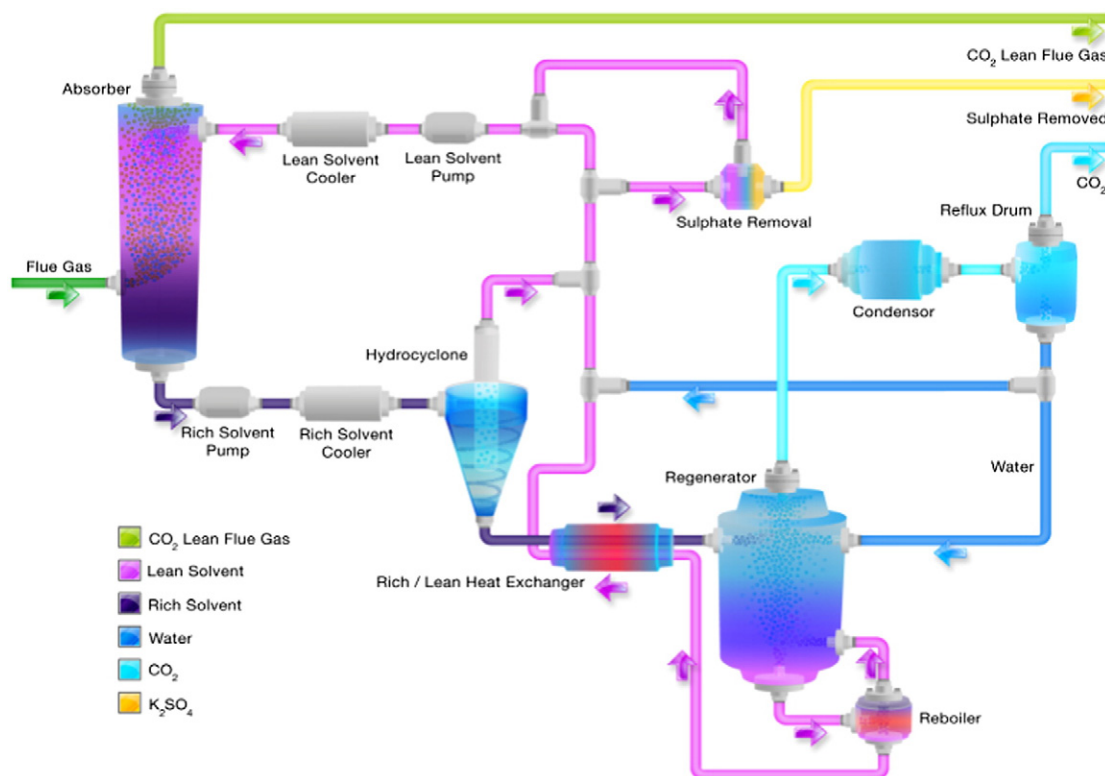 CO₂ Lean Flue Gas
Absorber
Sulphate Removed
Lean Solvent
Cooler
Lean Solvent
Pump
CO₂
Sulphate Removal
Reflux Drum
Flue Gas
Condensor
Hydrocyclone
Rich Solvent
Pump
Rich Solvent
Cooler
Regenerator
Water
Rich / Lean Heat Exchanger
Reboiler
CO₂ Lean Flue Gas
Lean Solvent
Rich Solvent
Water
CO₂
K₂SO₄